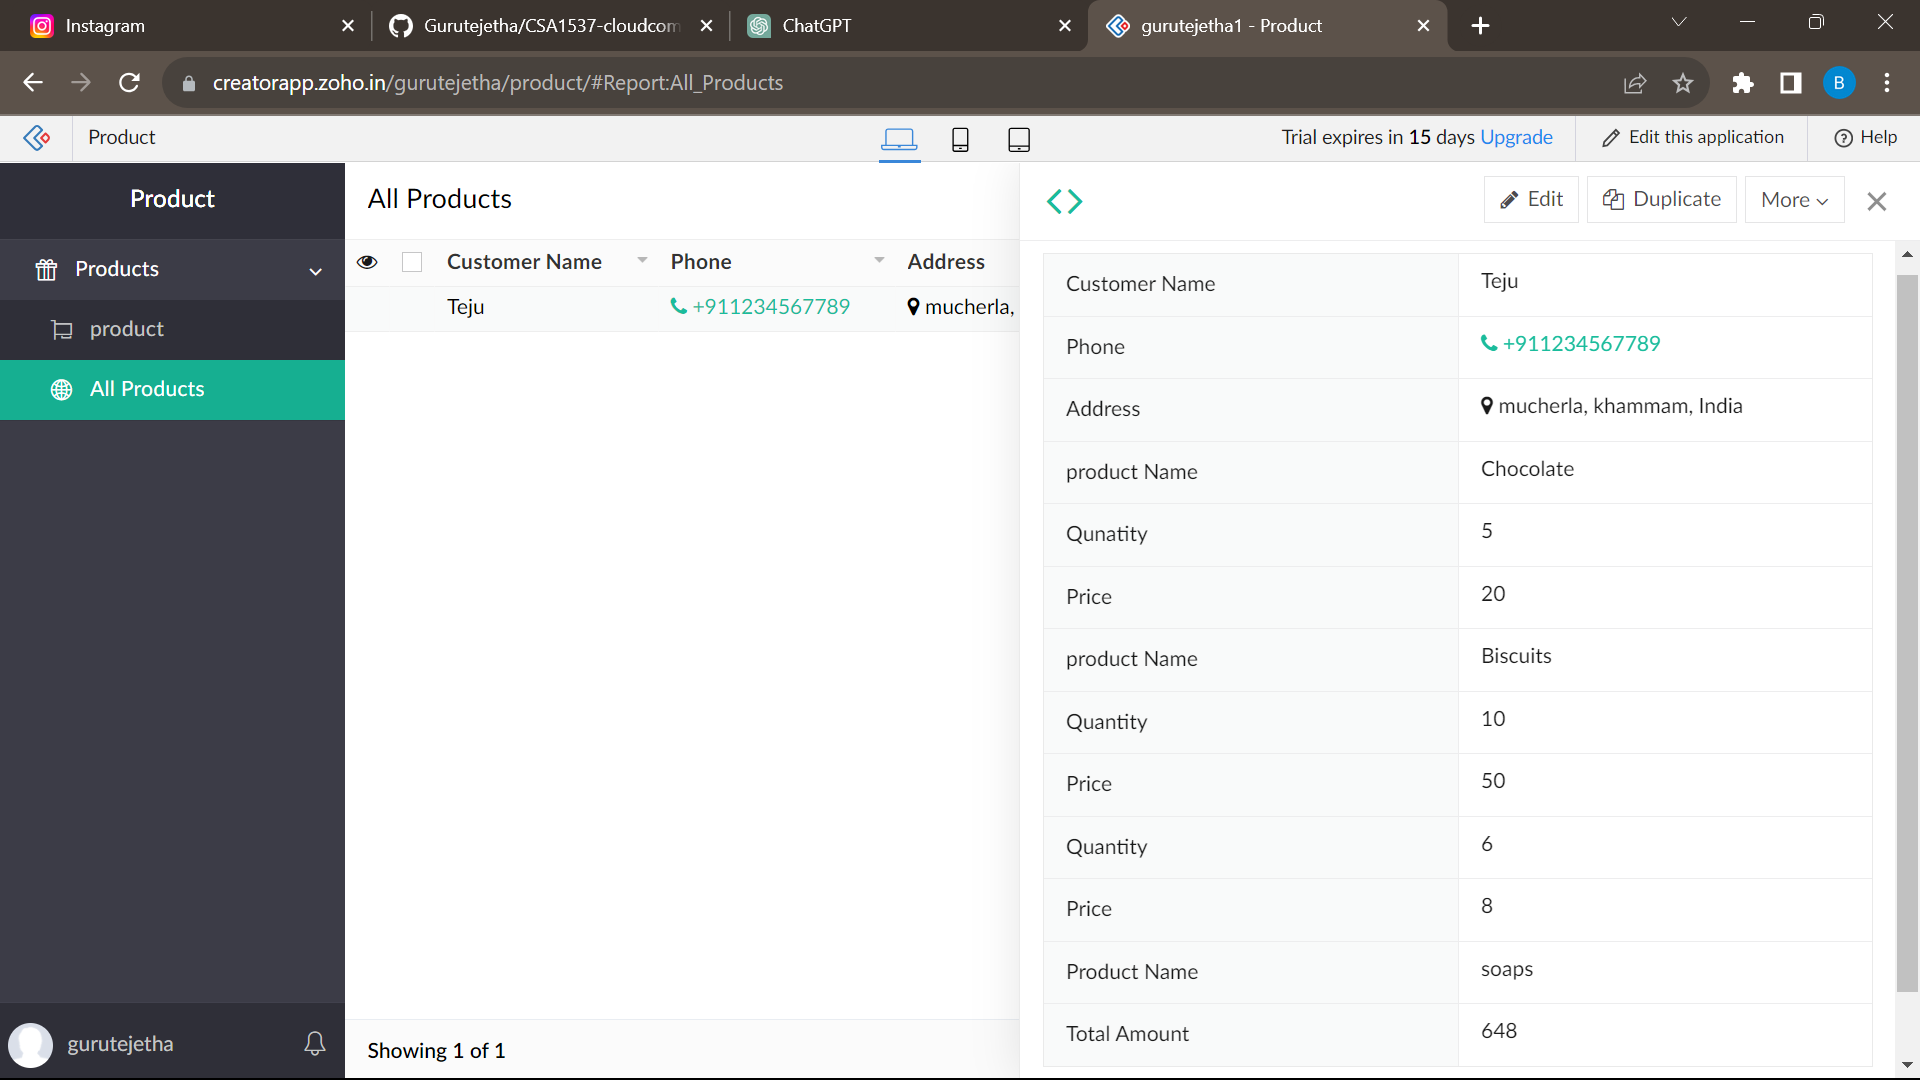 Instagram
Gurutejetha/CSA1537-cloudcom
ChatGPT
gurutejetha1 - Product
creatorapp.zoho.in/gurutejetha/product/#Report:All_Products
B
Product
Trial expires in 15 days Upgrade
Edit this application
Help
Product
Products
product
All Products
gurutejetha
All Products
Customer Name
Phone
Address
Teju
+911234567789
mucherla,
Showing 1 of 1
Edit
Duplicate
More
Customer Name
Teju
Phone
+911234567789
Address
mucherla, khammam, India
product Name
Chocolate
Qunatity
5
Price
20
product Name
Biscuits
Quantity
10
Price
50
Quantity
6
Price
8
Product Name
soaps
Total Amount
648